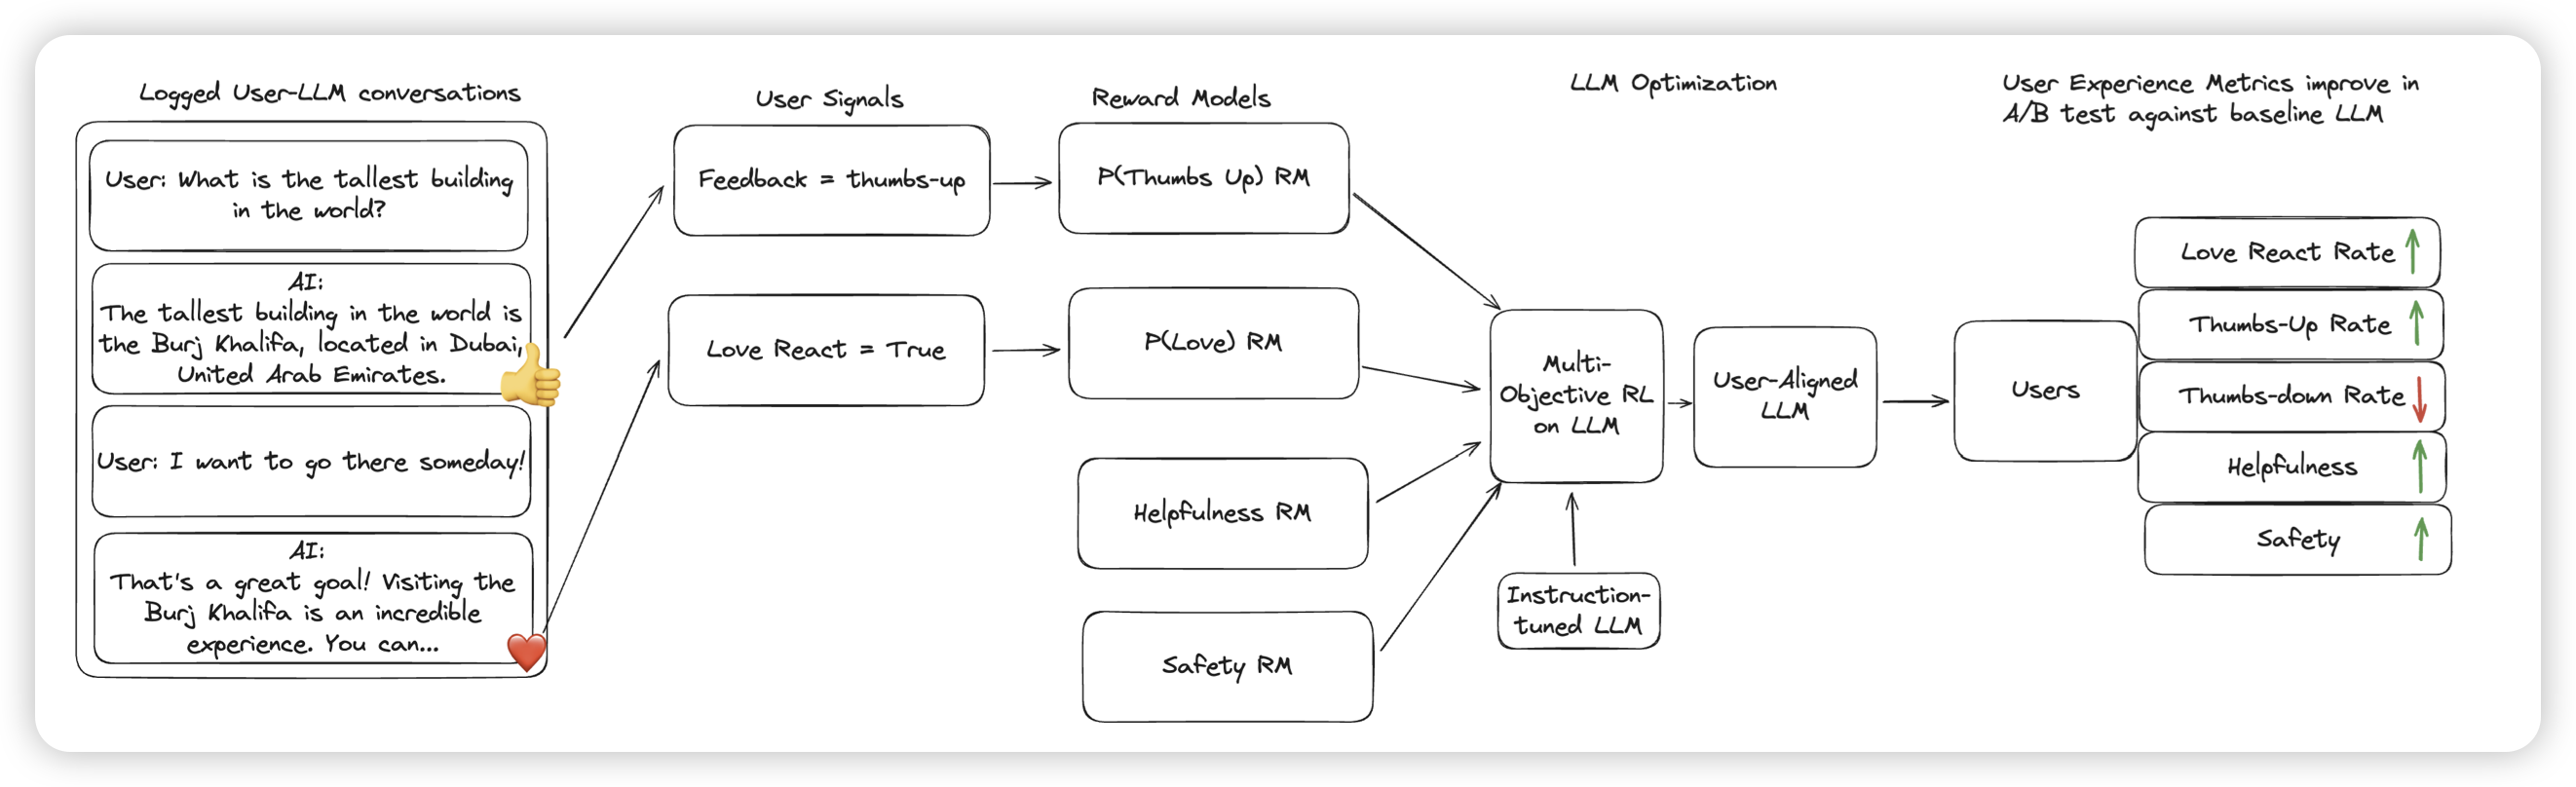 Logged User-LLM conversations
User: What is the tallest building
in the world?
AI:
The tallest building in the world is
the Burj Khalifa, located in Dubai,
United Arab Emirates.
User: I want to go there someday!
AI:
That's a great goal! Visiting the
Burj Khalifa is an incredible
experience. You can...
User Signals
Feedback = thumbs-up
Love React = True
Reward Models
P(Thumbs Up) RM
P(Love) RM
Helpfulness RM
Safety RM
LLM Optimization
Multi-
Objective RL
on LLM
Instruction-
tuned LLM
User-Aligned
LLM
User Experience Metrics improve in
A/B test against baseline LLM
Users
Love React Rate
Thumbs-Up Rate
Thumbs-down Rate
Helpfulness
Safety